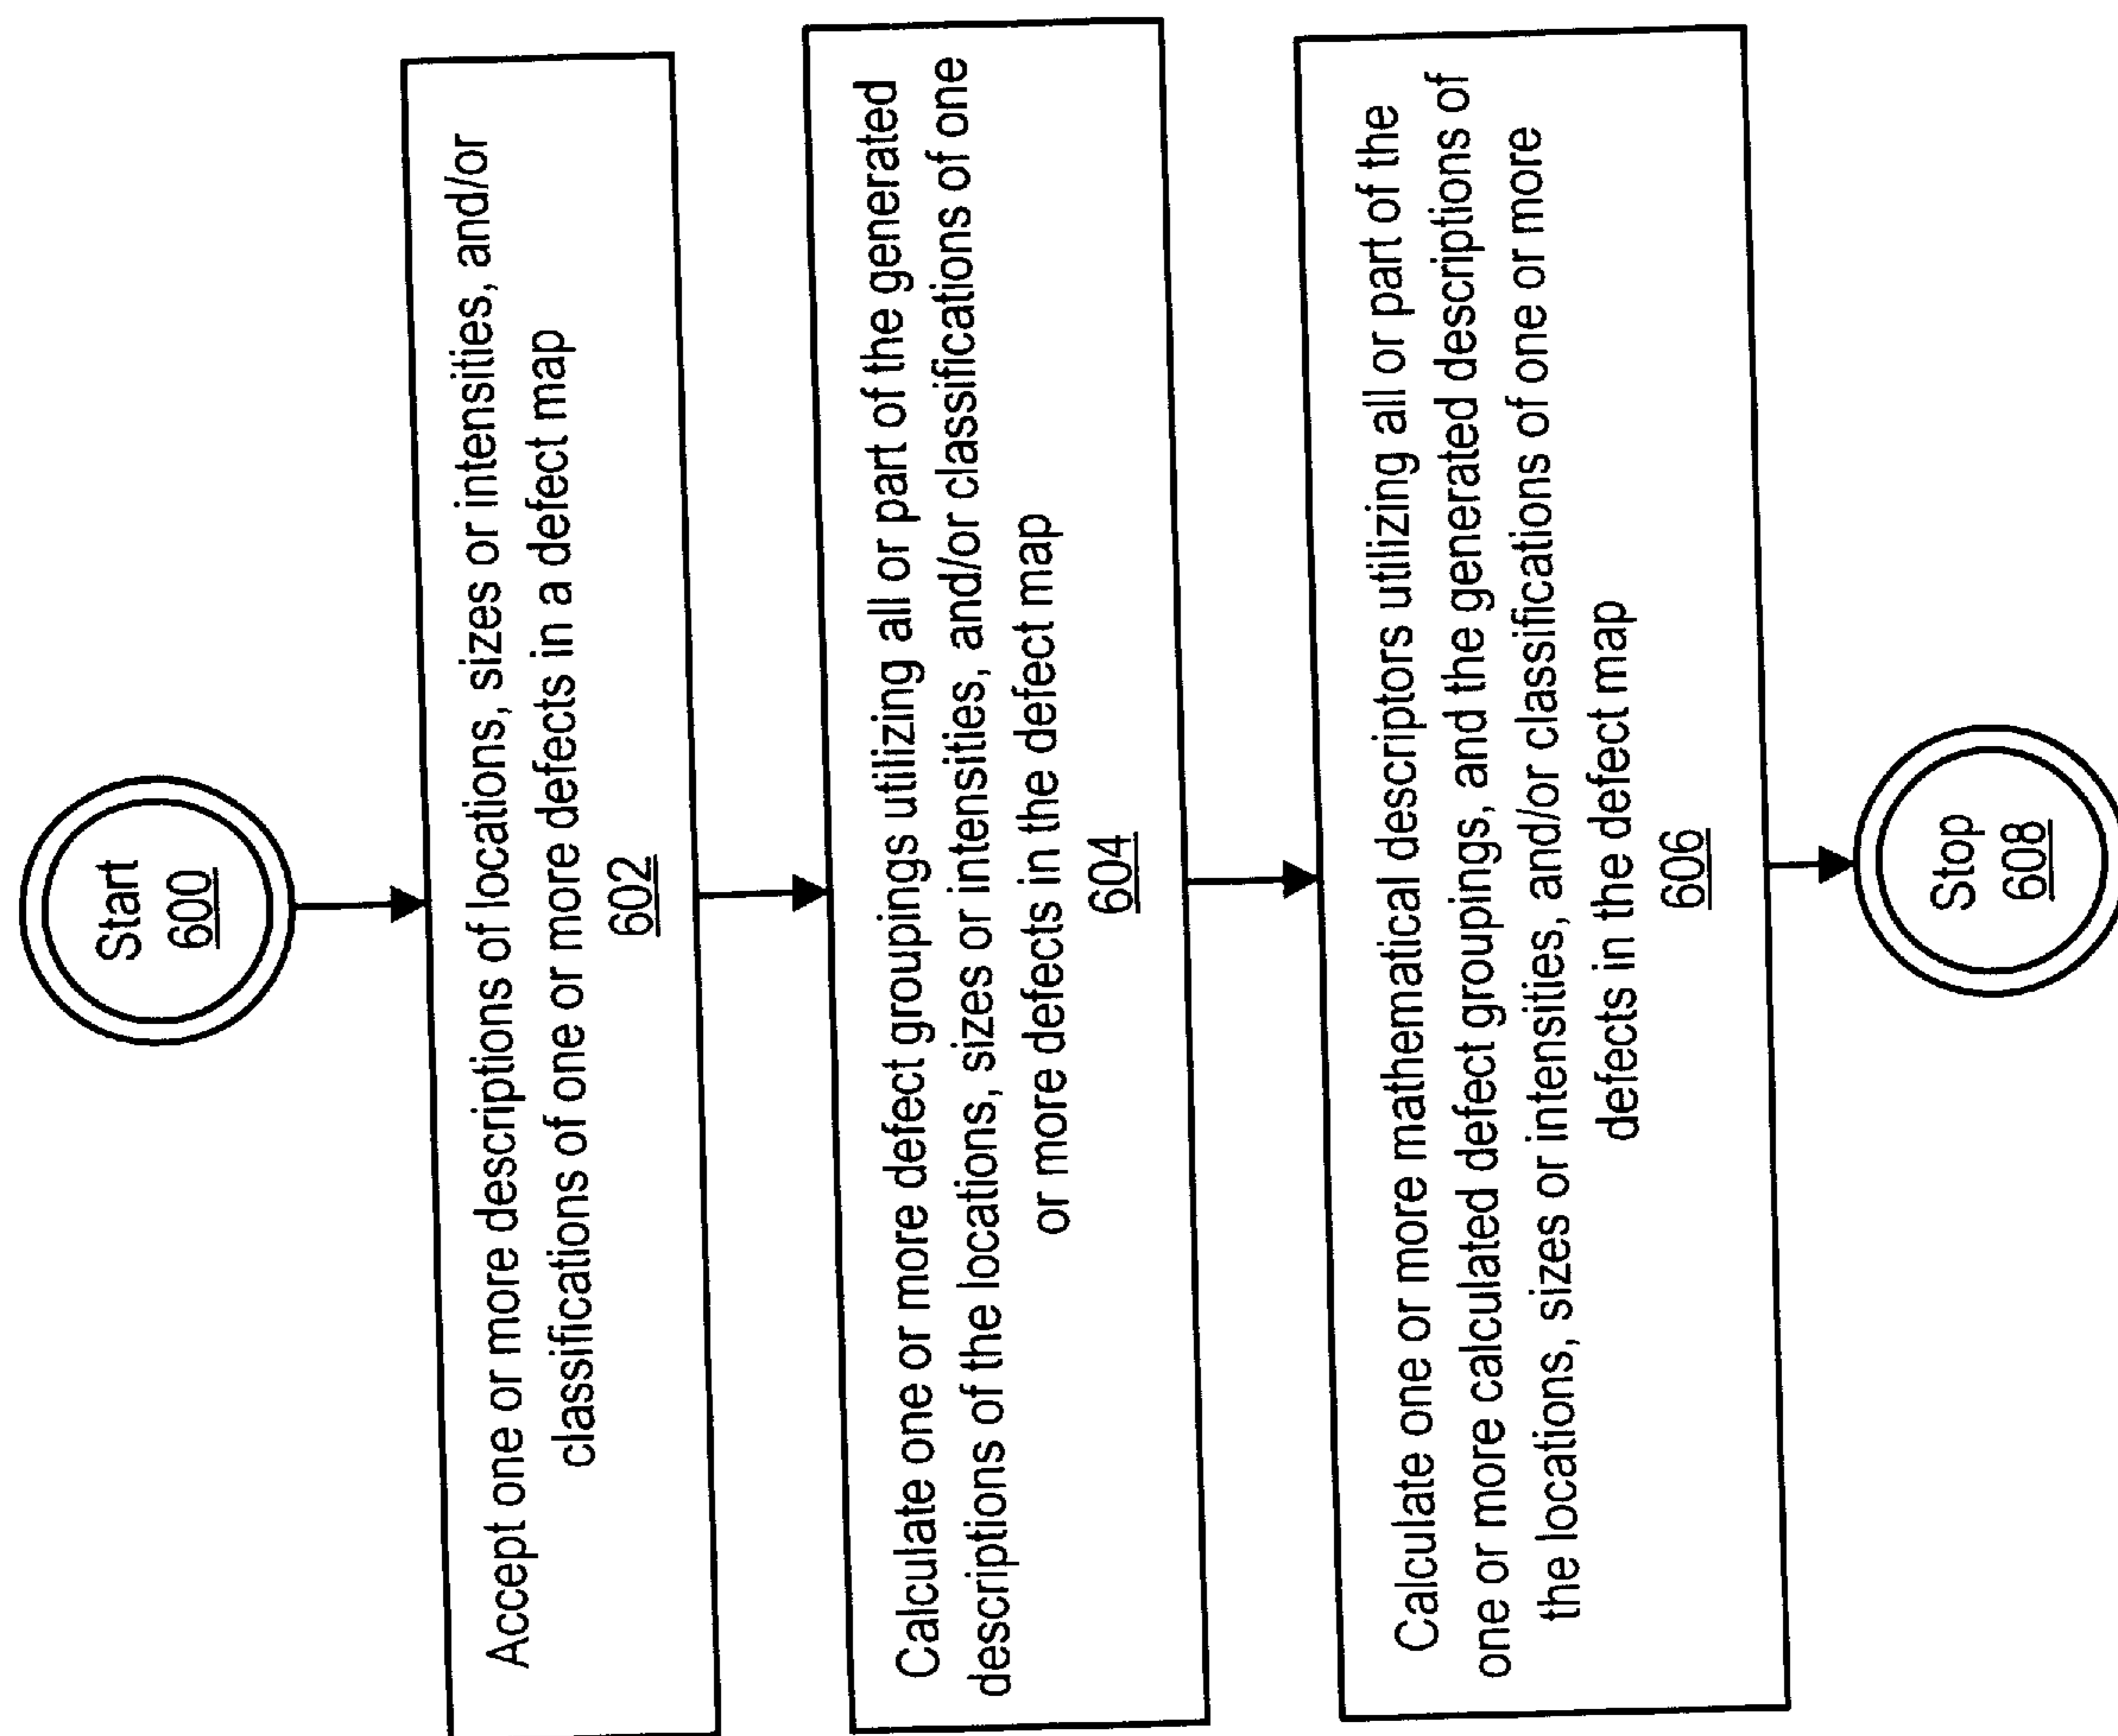 Start
600
Accept one or more descriptions of locations, sizes or intensities, and/or
classifications of one or more defects in a defect map
602
Calculate one or more defect groupings utilizing all or part of the generated
descriptions of the locations, sizes or intensities, and/or classifications of one
or more defects in the defect map
604
Calculate one or more mathematical descriptors utilizing all or part of the
one or more calculated defect groupings, and the generated descriptions of
the locations, sizes or intensities, and/or classifications of one or more
defects in the defect map
606
Stop
608